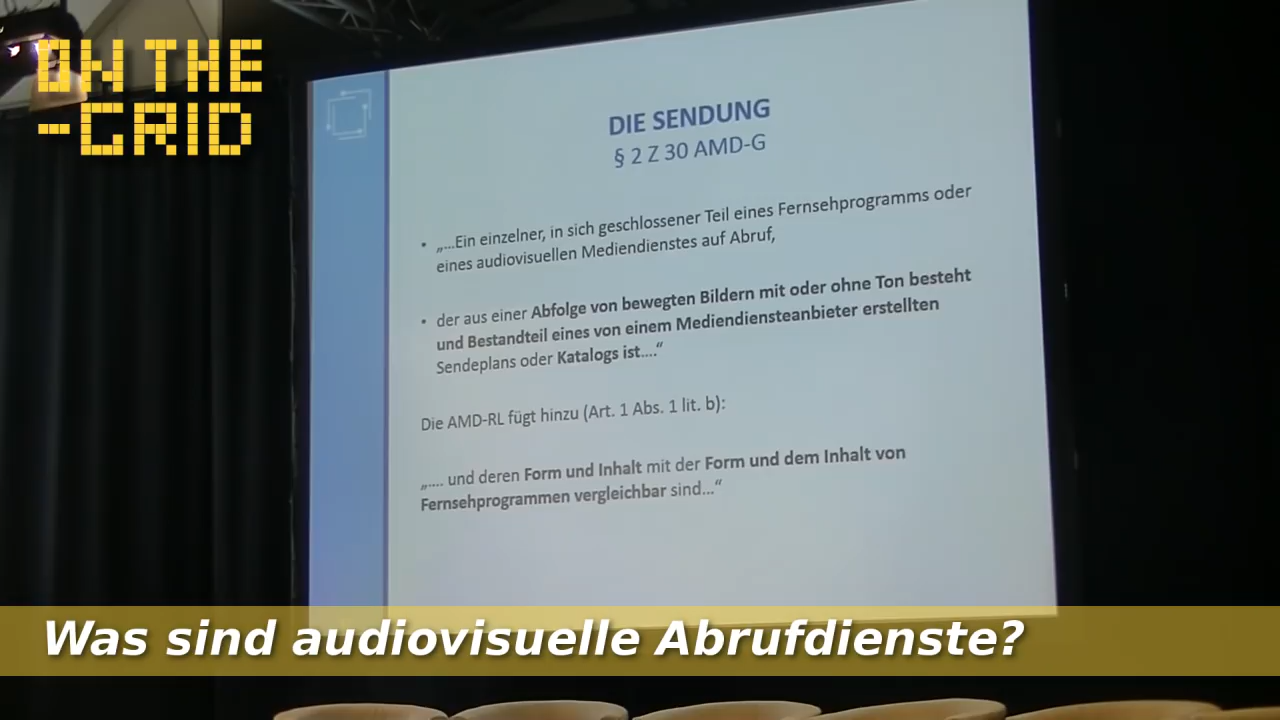 ON THE
-GRID
DIE SENDUNG
§ 2 Z 30 AMD-G
• „...Ein einzelner, in sich geschlossener Teil eines Fernsehprogramms oder
eines audiovisuellen Mediendienstes auf Abruf,
• der aus einer Abfolge von bewegten Bildern mit oder ohne Ton besteht
und Bestandteil eines von einem Mediendiensteanbieter erstellten
Sendeplans oder Katalogs ist....“
Die AMD-RL fügt hinzu (Art. 1 Abs. 1 lit. b):
„.... und deren Form und Inhalt mit der Form und dem Inhalt von
Fernsehprogrammen vergleichbar sind...“
Was sind audiovisuelle Abrufdienste?